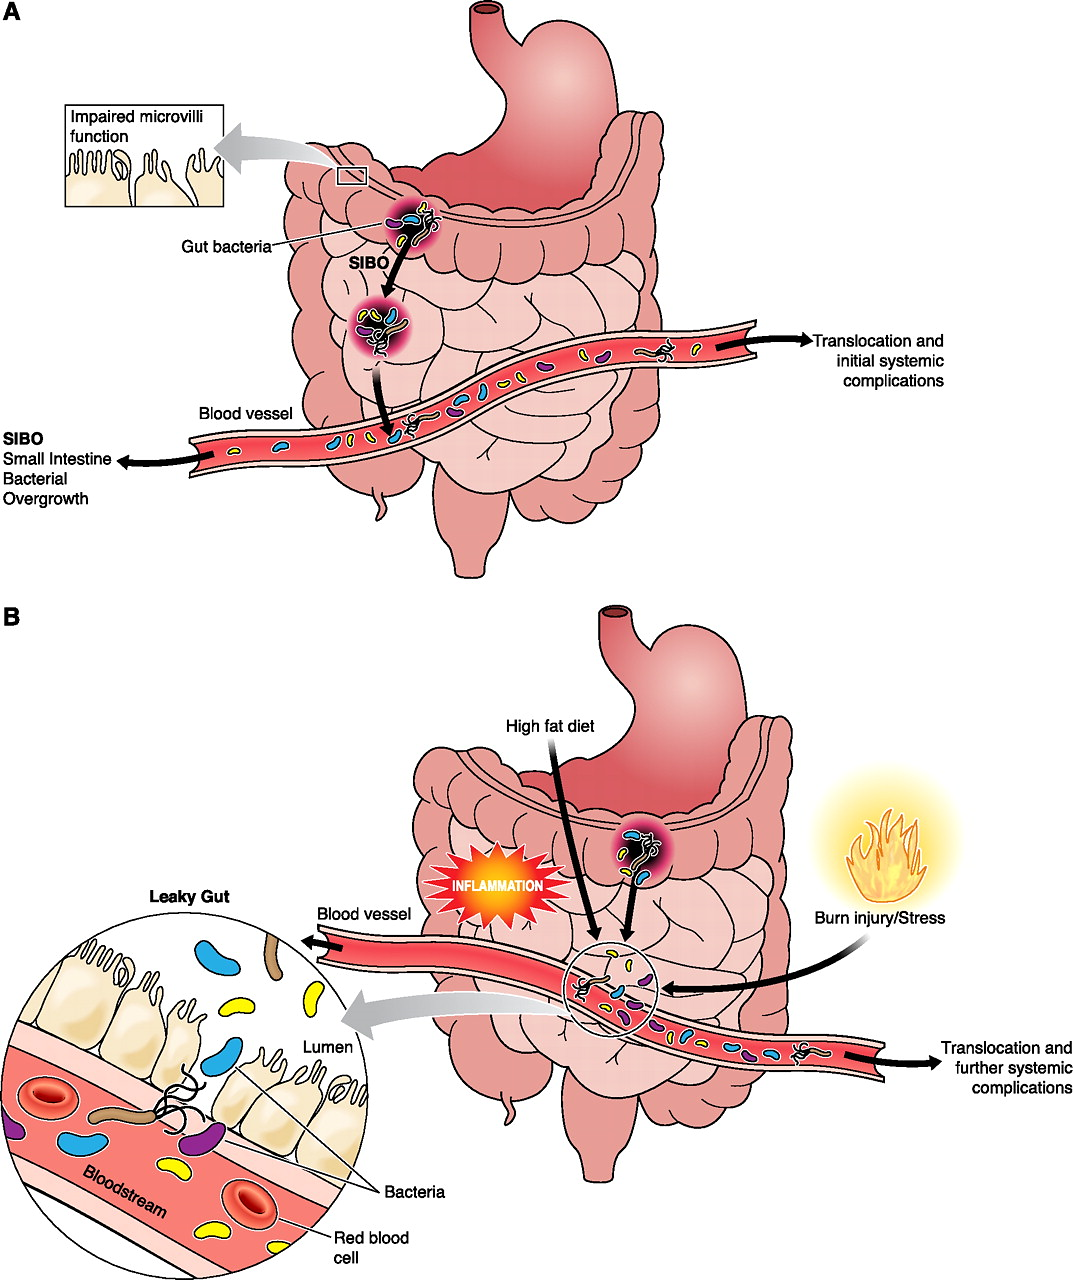 A
Impaired microvilli
function
Gut bacteria
SIBO
Translocation and
initial systemic
complications
Blood vessel
SIBO
Small Intestine
Bacterial
Overgrowth
B
High fat diet
INFLAMMATION
Burn injury/Stress
Leaky Gut
Blood vessel
Lumen
Translocation and
further systemic
complications
Bacteria
Bloodstream
Red blood
cell